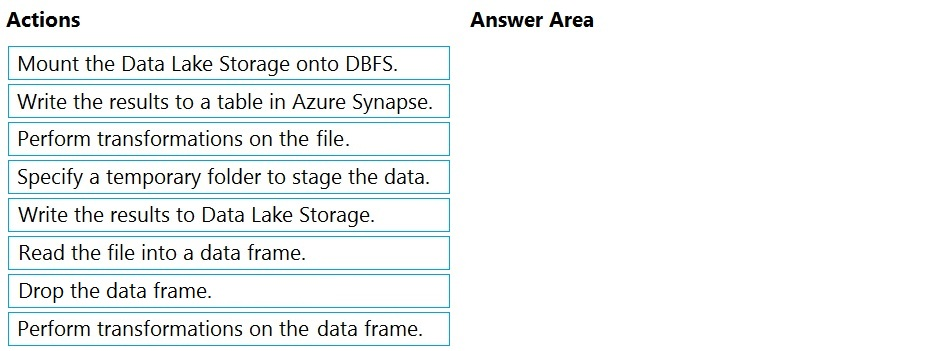 Actions
Answer Area
Mount the Data Lake Storage onto DBFS.
Write the results to a table in Azure Synapse.
Perform transformations on the file.
Specify a temporary folder to stage the data.
Write the results to Data Lake Storage.
Read the file into a data frame.
Drop the data frame.
Perform transformations on the data frame.